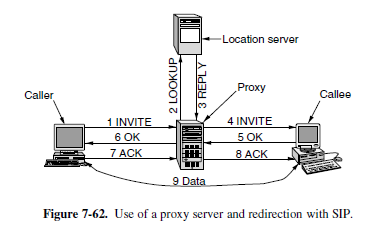 Location server
2 LOOKUP
3 REPLY
Caller
Proxy
Callee
1 INVITE
4 INVITE
6 OK
5 OK
7 ACK
8 ACK
9 Data
Figure 7-62. Use of a proxy server and redirection with SIP.